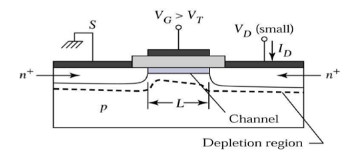 S
V_G > V_T
V_D (small)
I_D
n⁺
n⁺
L
p
Channel
Depletion region